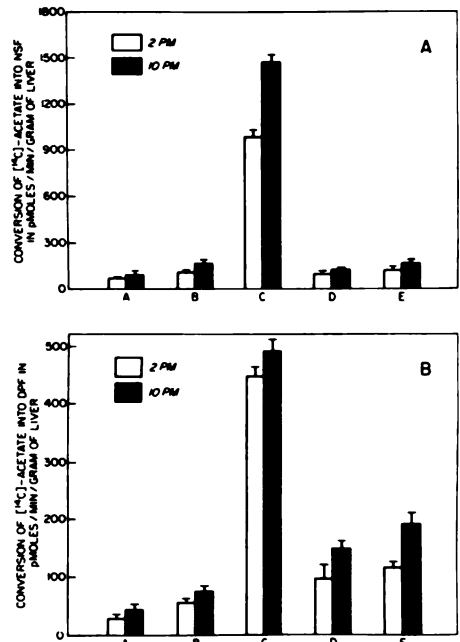 CONVERSION OF [¹⁴C]-ACETATE INTO NSF
IN pMOLES/MIN/GRAM OF LIVER
1800
1500
1200
900
600
300
0
2 PM
10 PM
A
A B C D E
CONVERSION OF [¹⁴C]-ACETATE INTO DPF IN
pMOLES/MIN/GRAM OF LIVER
500
400
300
200
100
0
2 PM
10 PM
B
A B C D E